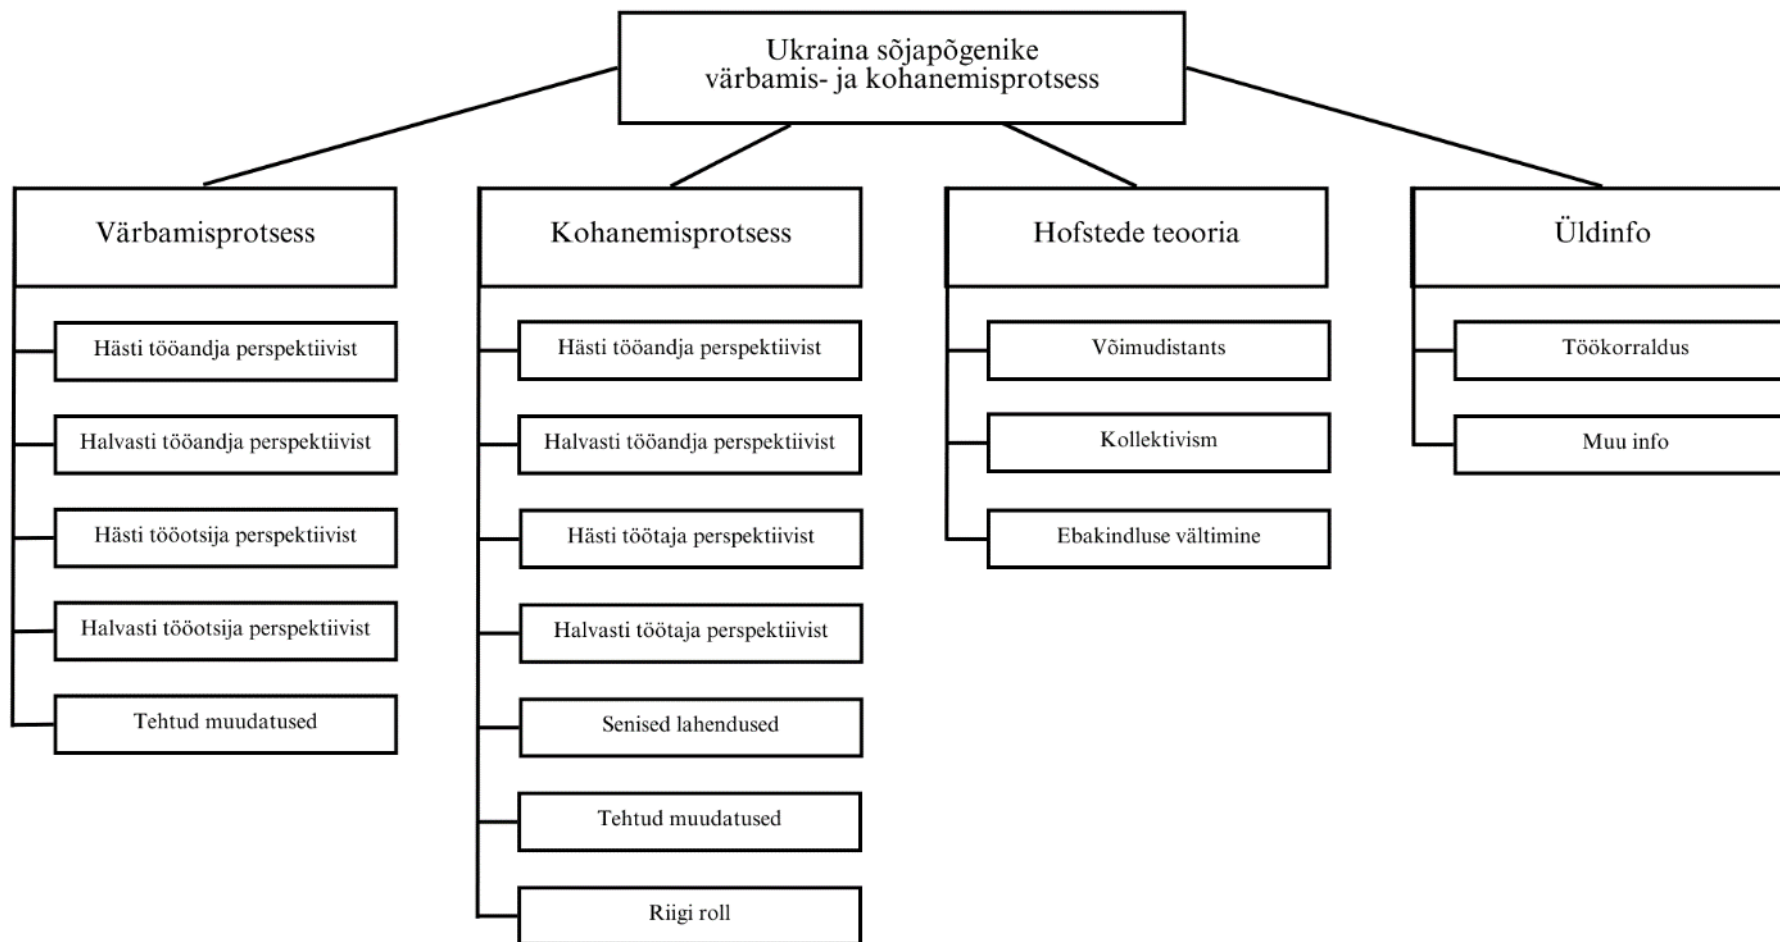 Ukraina sõjapõgenike
värbamis- ja kohanemisprotsess
Värbamisprotsess
Hästi tööandja perspektiivist
Halvasti tööandja perspektiivist
Hästi tööotsija perspektiivist
Halvasti tööotsija perspektiivist
Tehtud muudatused
Kohanemisprotsess
Hästi tööandja perspektiivist
Halvasti tööandja perspektiivist
Hästi töötaja perspektiivist
Halvasti töötaja perspektiivist
Senised lahendused
Tehtud muudatused
Riigi roll
Hofstede teooria
Võimudistants
Kollektivism
Ebakindluse vältimine
Üldinfo
Töökorraldus
Muu info